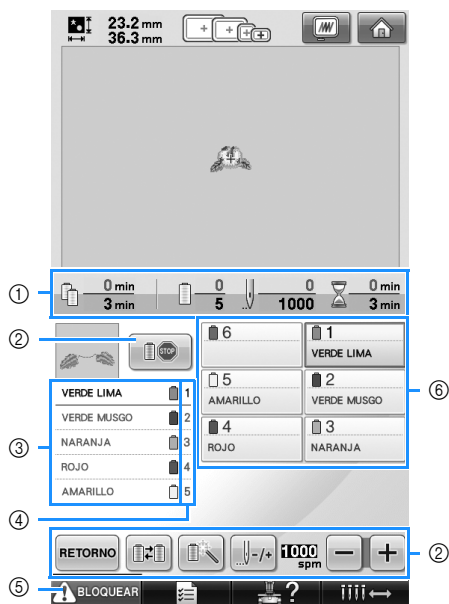 23.2 mm
36.3 mm
① 0 min 0 0 0 min
3 min 5 1000 3 min
② STOP
6 1
VERDE LIMA
5 2
AMARILLO VERDE MUSGO
⑥
4 3
ROJO NARANJA
VERDE LIMA 1
VERDE MUSGO 2
③ NARANJA 3
ROJO 4
AMARILLO 5
④
RETORNO -/+ 1000 spm − + ②
⑤ BLOQUEAR ?